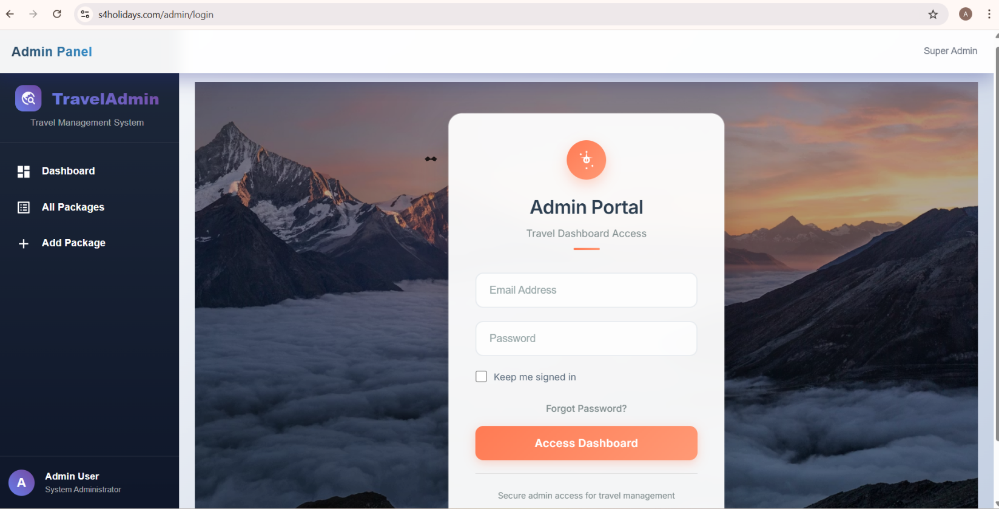 s4holidays.com/admin/login
A
Admin Panel
Super Admin
TravelAdmin
Travel Management System
Dashboard
All Packages
Add Package
Admin Portal
Travel Dashboard Access
Email Address
Password
Keep me signed in
Forgot Password?
Access Dashboard
Secure admin access for travel management
A
Admin User
System Administrator